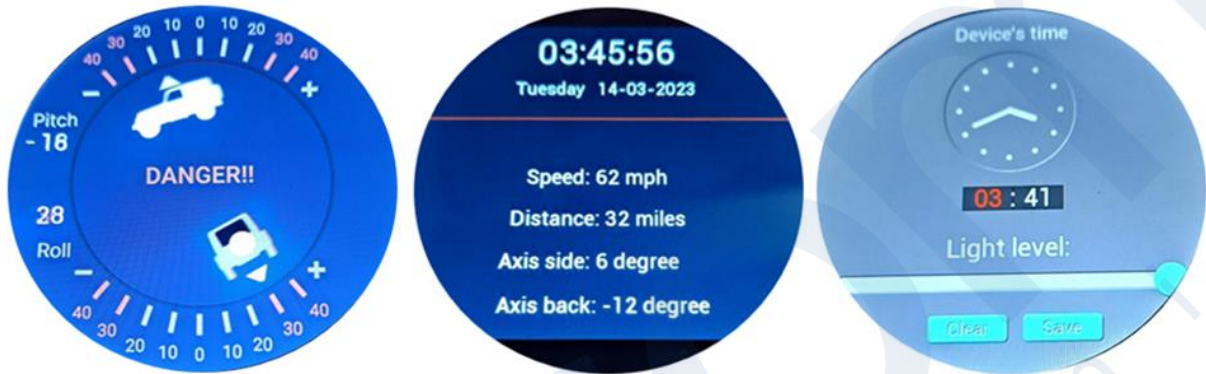 40 30 20 10 0 10 20 30 40
- +
Pitch
- 18
DANGER!!
28
Roll
- +
40 30 20 10 0 10 20 30 40
03:45:56
Tuesday 14-03-2023
Speed: 62 mph
Distance: 32 miles
Axis side: 6 degree
Axis back: -12 degree
Device's time
03 : 41
Light level:
Clear Save